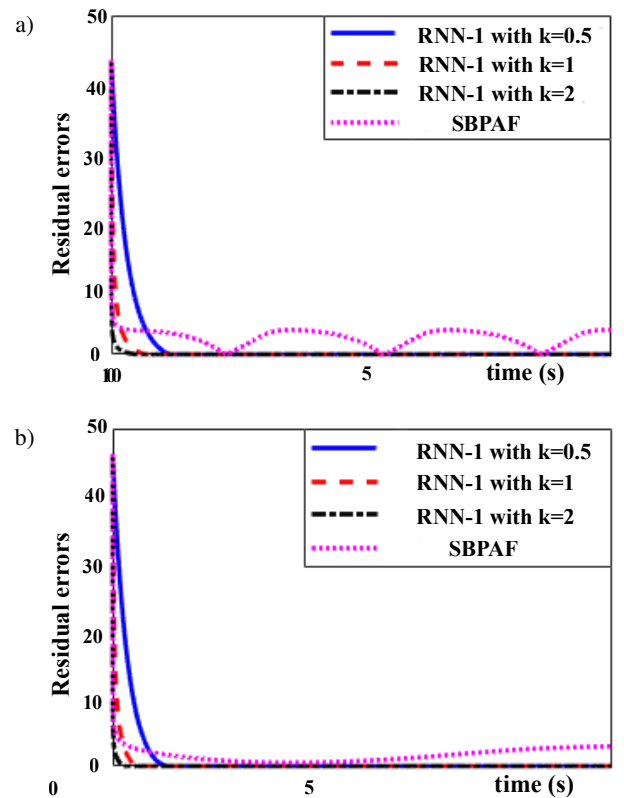 a)
50
40
30
20
10
0
Residual errors
RNN-1 with k=0.5
RNN-1 with k=1
RNN-1 with k=2
SBPAF
100
5
time (s)
b)
50
40
30
20
10
0
Residual errors
RNN-1 with k=0.5
RNN-1 with k=1
RNN-1 with k=2
SBPAF
0
5
time (s)